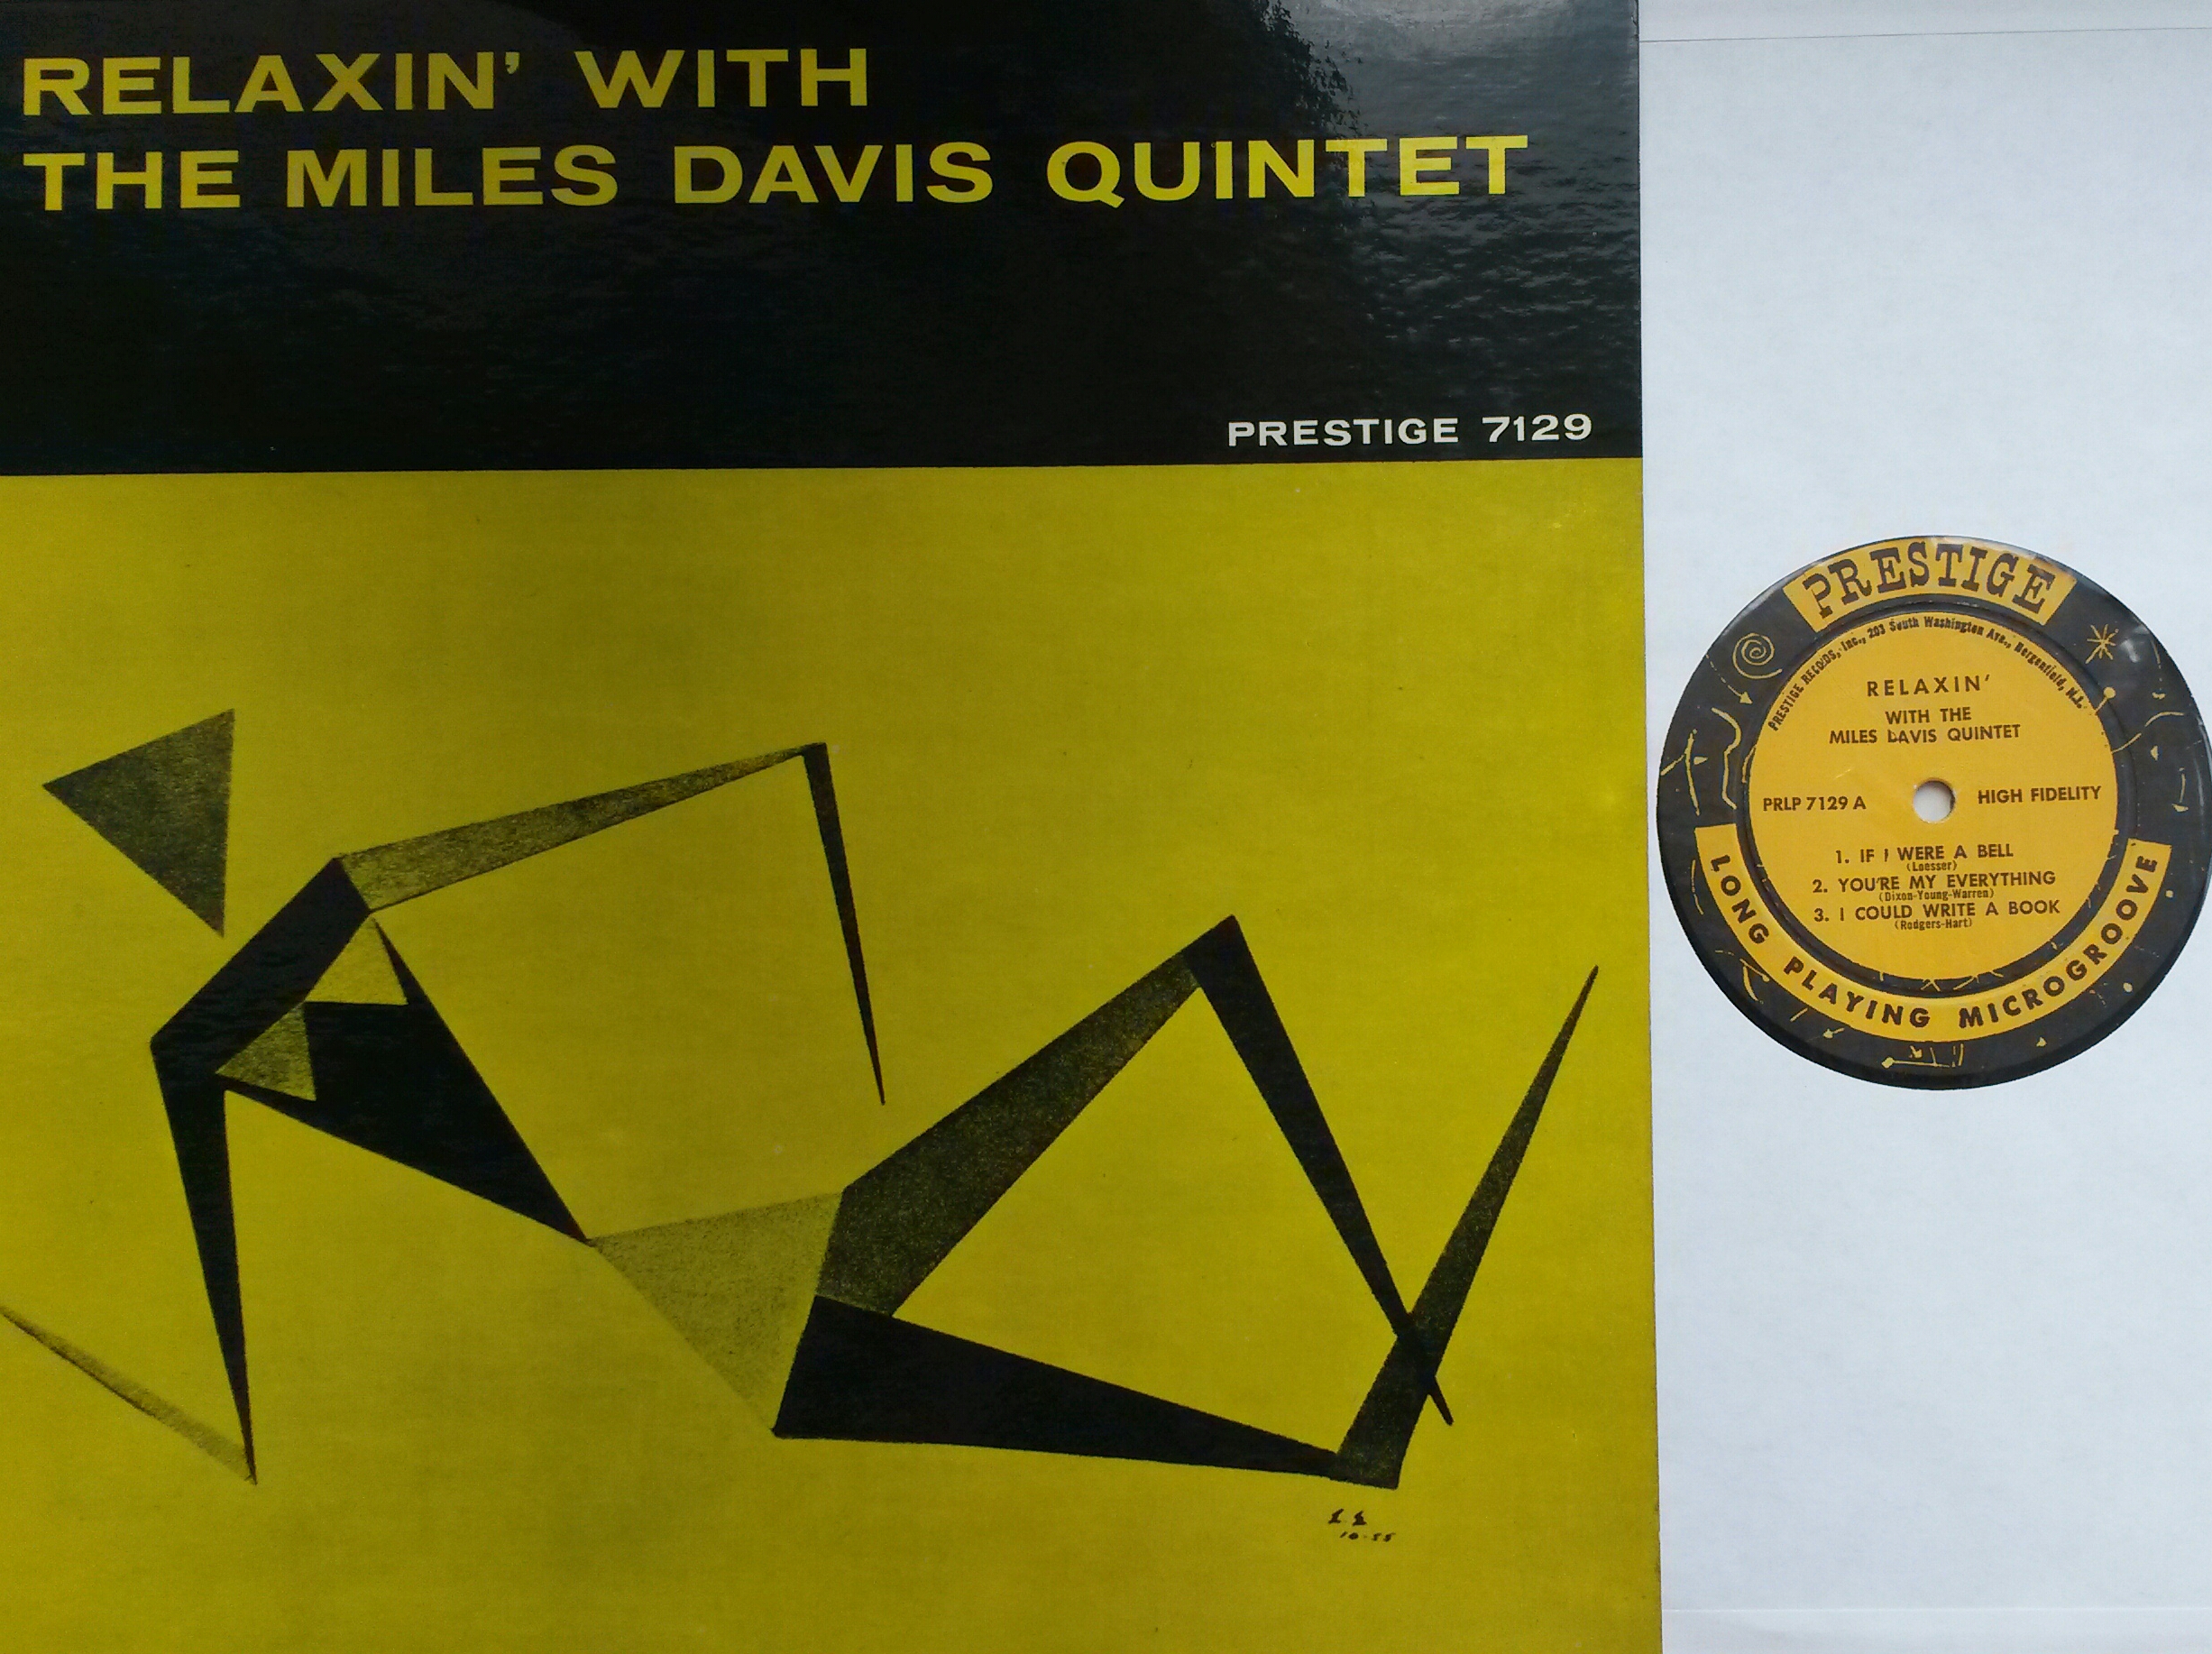 RELAXIN' WITH
THE MILES DAVIS QUINTET
PRESTIGE 7129
10-55
PRESTIGE
PRESTIGE RECORDS, Inc., 203 South Washington Ave., Bergenfield, N.J.
RELAXIN'
WITH THE
MILES DAVIS QUINTET
PRLP 7129 A
HIGH FIDELITY
1. IF I WERE A BELL
(Loesser)
2. YOU'RE MY EVERYTHING
(Dixon-Young-Warren)
3. I COULD WRITE A BOOK
(Rodgers-Hart)
LONG PLAYING MICROGROOVE